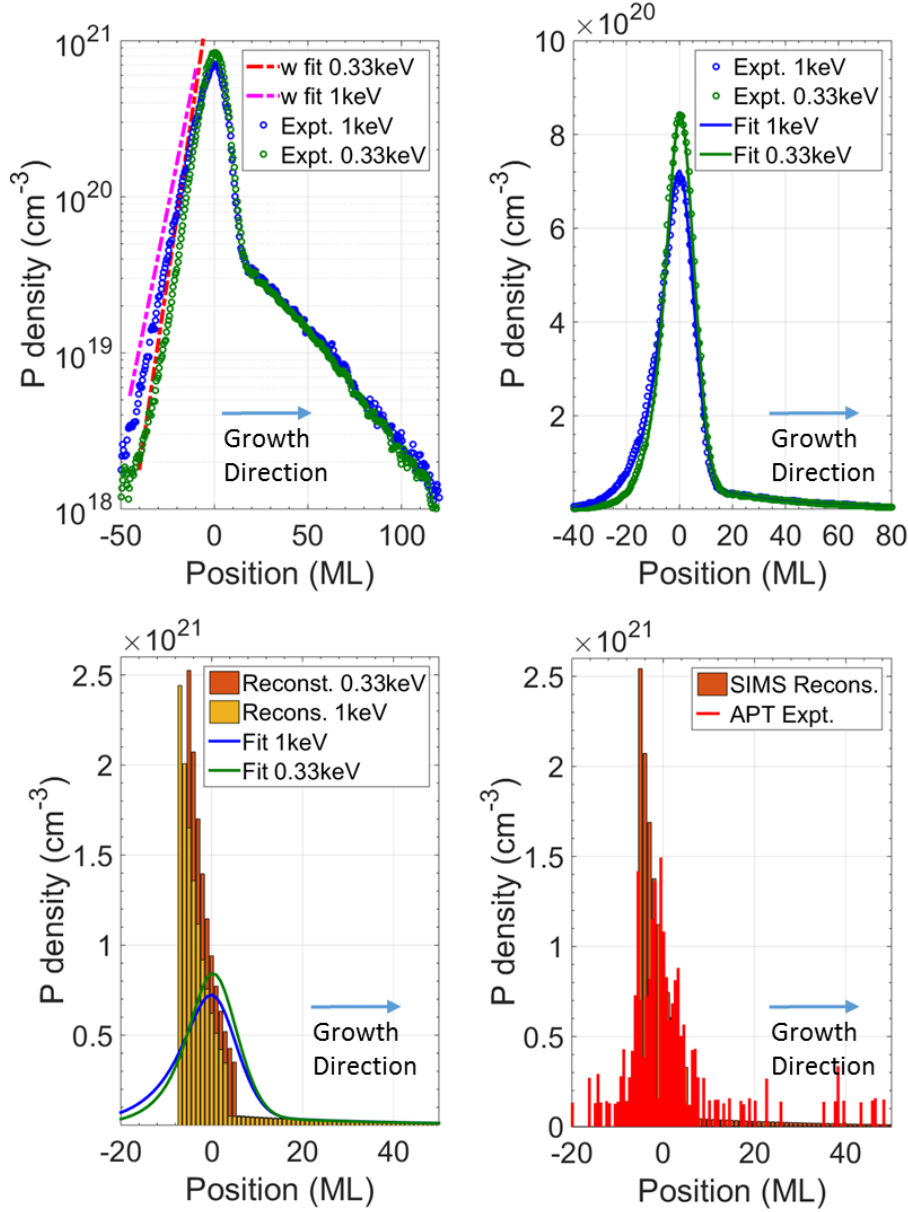 10^21
w fit 0.33keV
w fit 1keV
Expt. 1keV
Expt. 0.33keV
10^20
10^19
10^18
P density (cm^-3)
Growth
Direction
-50 0 50 100
Position (ML)
×10^20
10
8
6
4
2
P density (cm^-3)
Expt. 1keV
Expt. 0.33keV
Fit 1keV
Fit 0.33keV
Growth
Direction
-40 -20 0 20 40 60 80
Position (ML)
×10^21
2.5
2
1.5
1
0.5
P density (cm^-3)
Reconst. 0.33keV
Recons. 1keV
Fit 1keV
Fit 0.33keV
Growth
Direction
-20 0 20 40
Position (ML)
×10^21
2.5
2
1.5
1
0.5
0
P density (cm^-3)
SIMS Recons.
APT Expt.
Growth
Direction
-20 0 20 40
Position (ML)